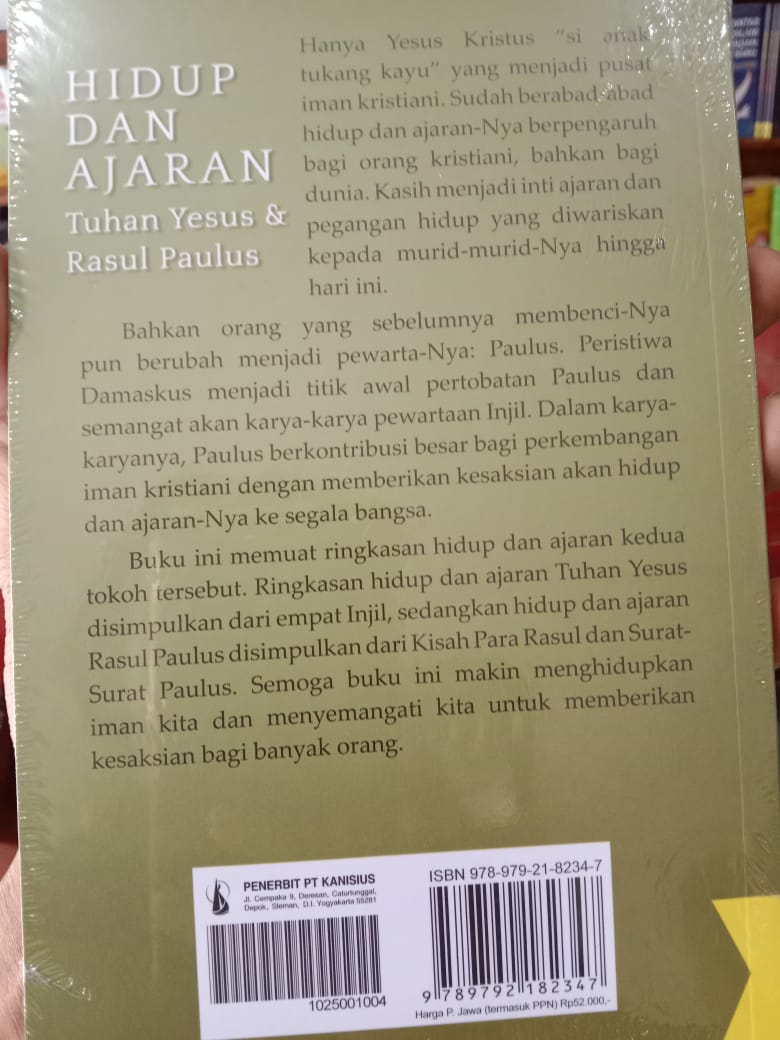 HIDUP
DAN
AJARAN
Tuhan Yesus &
Rasul Paulus
Hanya Yesus Kristus "si anak
tukang kayu" yang menjadi pusat
iman kristiani. Sudah berabad-abad
hidup dan ajaran-Nya berpengaruh
bagi orang kristiani, bahkan bagi
dunia. Kasih menjadi inti ajaran dan
pegangan hidup yang diwariskan
kepada murid-murid-Nya hingga
hari ini.
Bahkan orang yang sebelumnya membenci-Nya
pun berubah menjadi pewarta-Nya: Paulus. Peristiwa
Damaskus menjadi titik awal pertobatan Paulus dan
semangat akan karya-karya pewartaan Injil. Dalam karya-
karyanya, Paulus berkontribusi besar bagi perkembangan
iman kristiani dengan memberikan kesaksian akan hidup
dan ajaran-Nya ke segala bangsa.
Buku ini memuat ringkasan hidup dan ajaran kedua
tokoh tersebut. Ringkasan hidup dan ajaran Tuhan Yesus
disimpulkan dari empat Injil, sedangkan hidup dan ajaran
Rasul Paulus disimpulkan dari Kisah Para Rasul dan Surat-
Surat Paulus. Semoga buku ini makin menghidupkan
iman kita dan menyemangati kita untuk memberikan
kesaksian bagi banyak orang.
PENERBIT PT KANISIUS
Jl. Cempaka 9, Deresan, Caturtunggal,
Depok, Sleman, D.I. Yogyakarta 55281
1025001004
ISBN 978-979-21-8234-7
9 789792 182347
Harga P. Jawa (termasuk PPN) Rp52.000,-